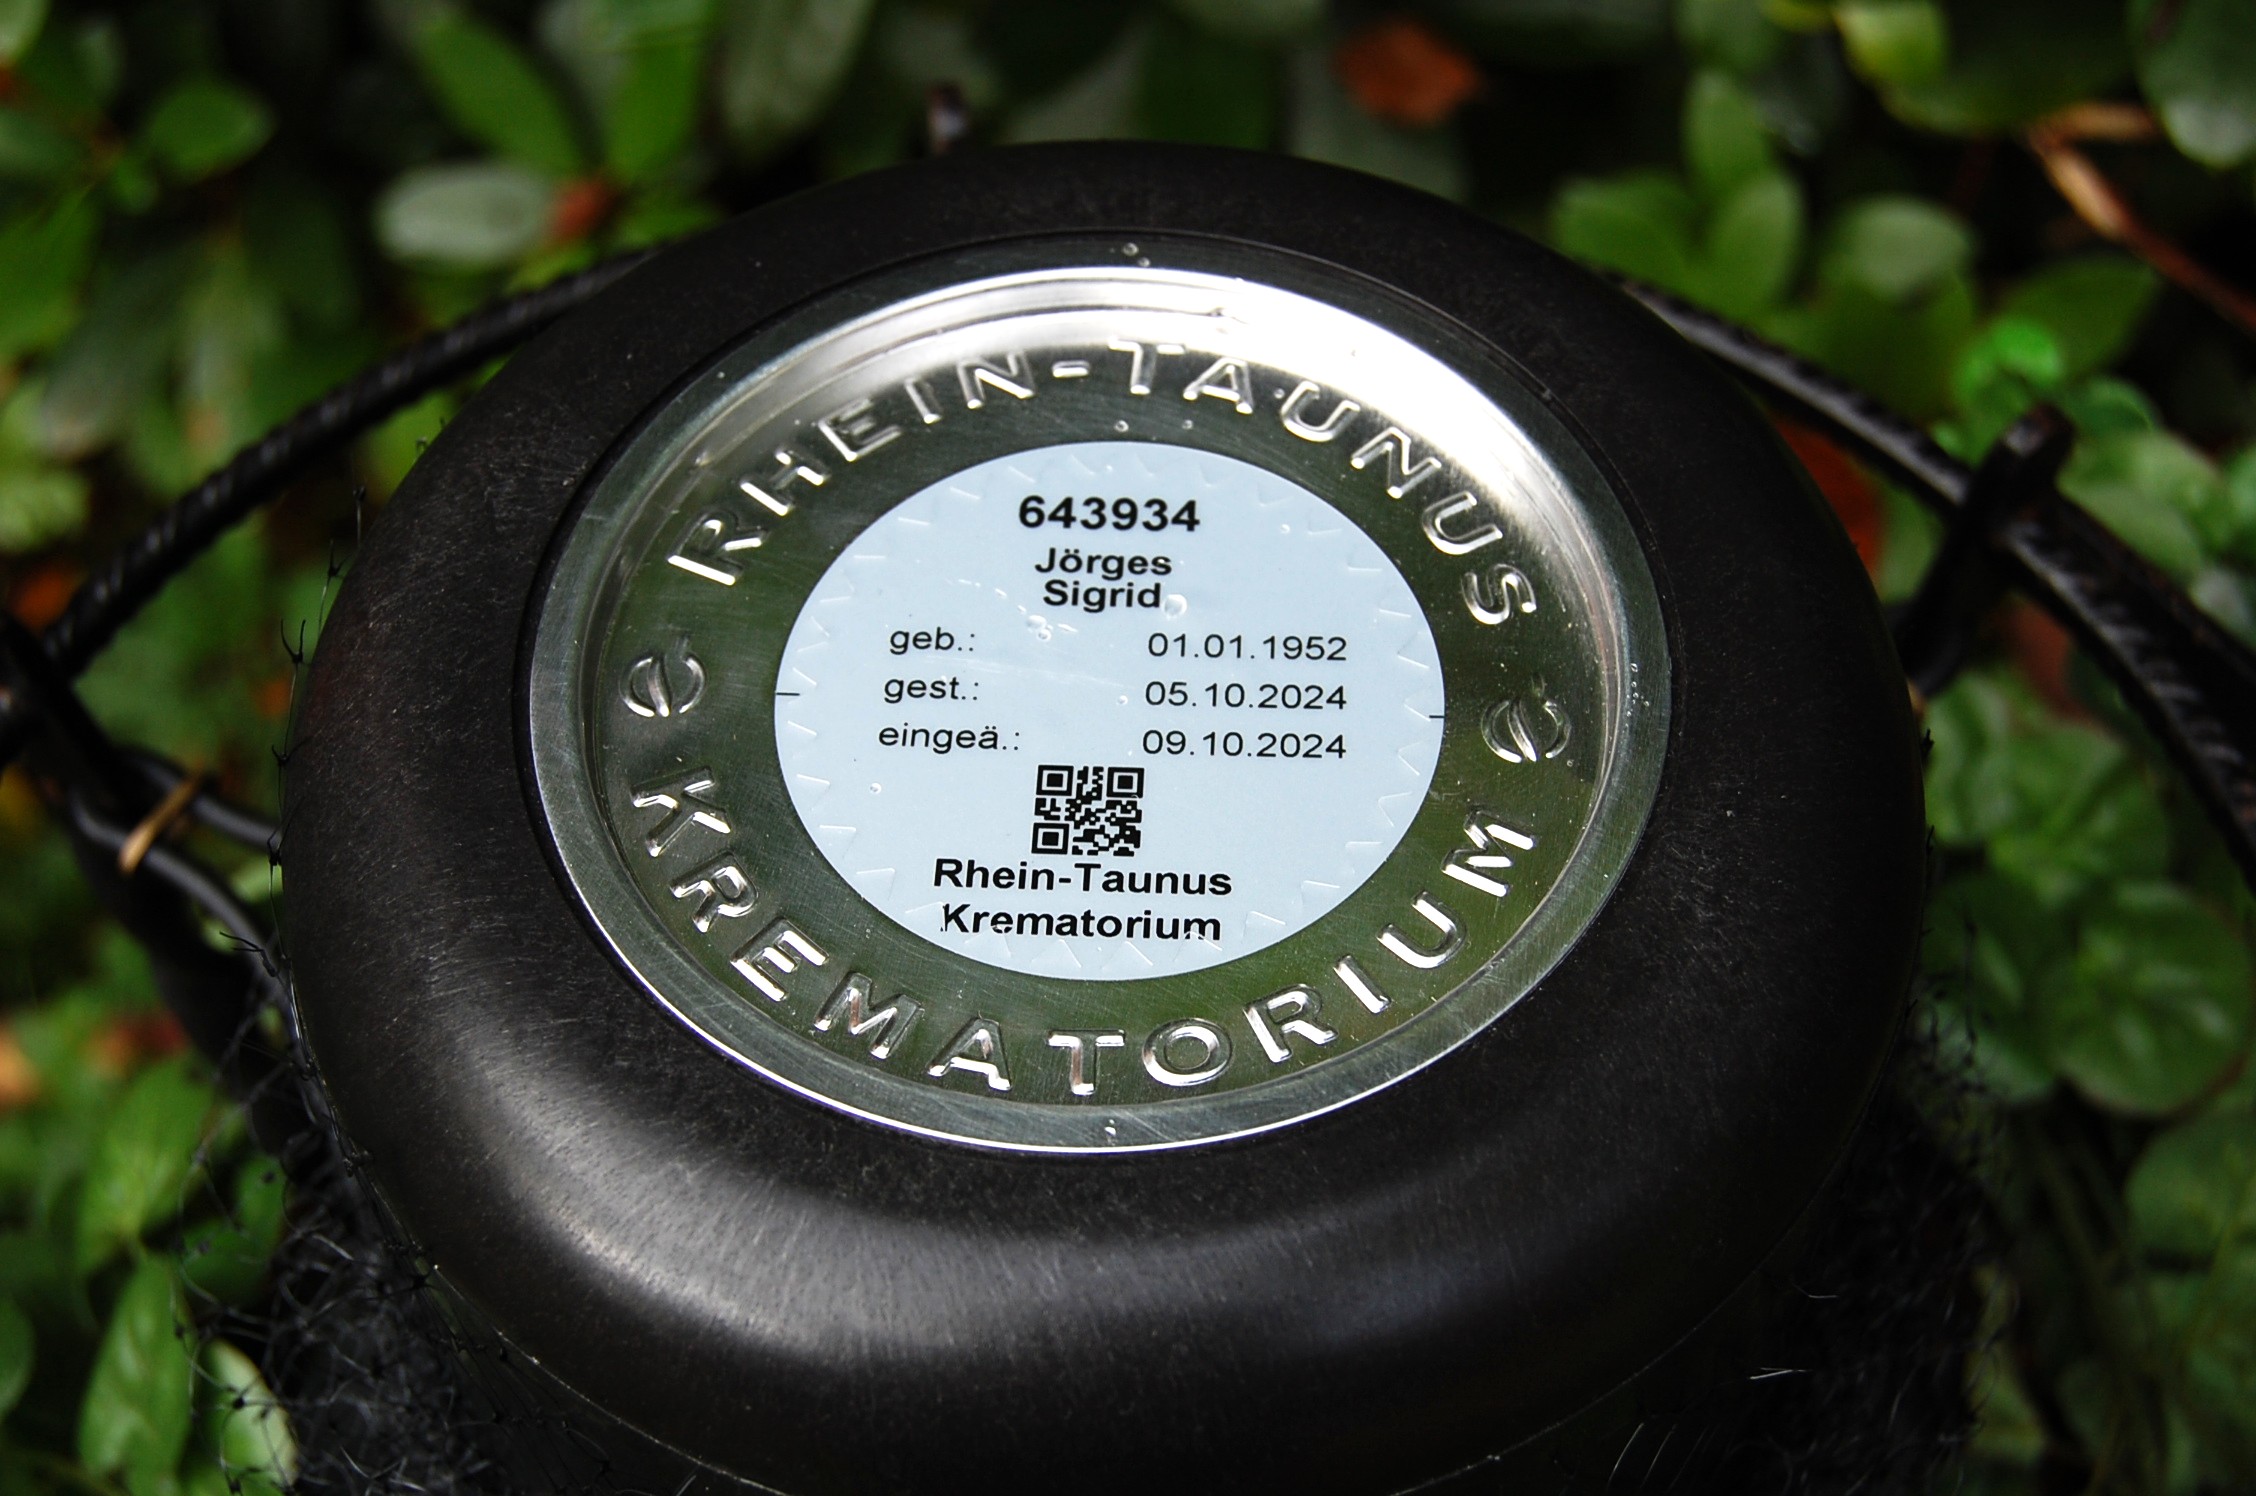 RHEIN-TAUNUS
643934
Jörges
Sigrid
geb.: 01.01.1952
gest.: 05.10.2024
eingeä.: 09.10.2024
Rhein-Taunus
Krematorium
KREMATORIUM